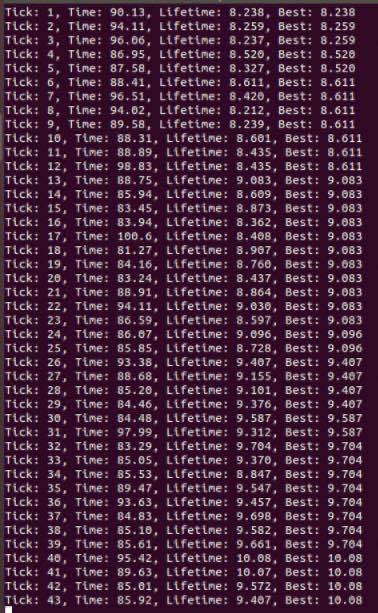 Tick: 1, Time: 90.13, Lifetime: 8.238, Best: 8.238
Tick: 2, Time: 94.11, Lifetime: 8.259, Best: 8.259
Tick: 3, Time: 96.06, Lifetime: 8.237, Best: 8.259
Tick: 4, Time: 86.95, Lifetime: 8.520, Best: 8.520
Tick: 5, Time: 87.58, Lifetime: 8.327, Best: 8.520
Tick: 6, Time: 88.41, Lifetime: 8.611, Best: 8.611
Tick: 7, Time: 96.51, Lifetime: 8.420, Best: 8.611
Tick: 8, Time: 94.02, Lifetime: 8.212, Best: 8.611
Tick: 9, Time: 89.58, Lifetime: 8.239, Best: 8.611
Tick: 10, Time: 88.31, Lifetime: 8.601, Best: 8.611
Tick: 11, Time: 88.89, Lifetime: 8.435, Best: 8.611
Tick: 12, Time: 98.83, Lifetime: 8.435, Best: 8.611
Tick: 13, Time: 88.75, Lifetime: 9.083, Best: 9.083
Tick: 14, Time: 85.94, Lifetime: 8.609, Best: 9.083
Tick: 15, Time: 83.45, Lifetime: 8.873, Best: 9.083
Tick: 16, Time: 83.94, Lifetime: 8.362, Best: 9.083
Tick: 17, Time: 100.6, Lifetime: 8.408, Best: 9.083
Tick: 18, Time: 81.27, Lifetime: 8.907, Best: 9.083
Tick: 19, Time: 84.16, Lifetime: 8.760, Best: 9.083
Tick: 20, Time: 83.24, Lifetime: 8.437, Best: 9.083
Tick: 21, Time: 88.91, Lifetime: 8.864, Best: 9.083
Tick: 22, Time: 94.11, Lifetime: 9.030, Best: 9.083
Tick: 23, Time: 86.59, Lifetime: 8.597, Best: 9.083
Tick: 24, Time: 86.07, Lifetime: 9.096, Best: 9.096
Tick: 25, Time: 85.85, Lifetime: 8.728, Best: 9.096
Tick: 26, Time: 93.38, Lifetime: 9.407, Best: 9.407
Tick: 27, Time: 88.68, Lifetime: 9.155, Best: 9.407
Tick: 28, Time: 85.20, Lifetime: 9.101, Best: 9.407
Tick: 29, Time: 84.46, Lifetime: 9.376, Best: 9.407
Tick: 30, Time: 84.48, Lifetime: 9.587, Best: 9.587
Tick: 31, Time: 97.99, Lifetime: 9.312, Best: 9.587
Tick: 32, Time: 83.29, Lifetime: 9.704, Best: 9.704
Tick: 33, Time: 85.05, Lifetime: 9.370, Best: 9.704
Tick: 34, Time: 85.53, Lifetime: 8.847, Best: 9.704
Tick: 35, Time: 89.47, Lifetime: 9.547, Best: 9.704
Tick: 36, Time: 93.63, Lifetime: 9.457, Best: 9.704
Tick: 37, Time: 84.83, Lifetime: 9.698, Best: 9.704
Tick: 38, Time: 85.10, Lifetime: 9.582, Best: 9.704
Tick: 39, Time: 85.61, Lifetime: 9.661, Best: 9.704
Tick: 40, Time: 95.42, Lifetime: 10.08, Best: 10.08
Tick: 41, Time: 89.63, Lifetime: 10.07, Best: 10.08
Tick: 42, Time: 85.01, Lifetime: 9.572, Best: 10.08
Tick: 43, Time: 85.92, Lifetime: 9.407, Best: 10.08